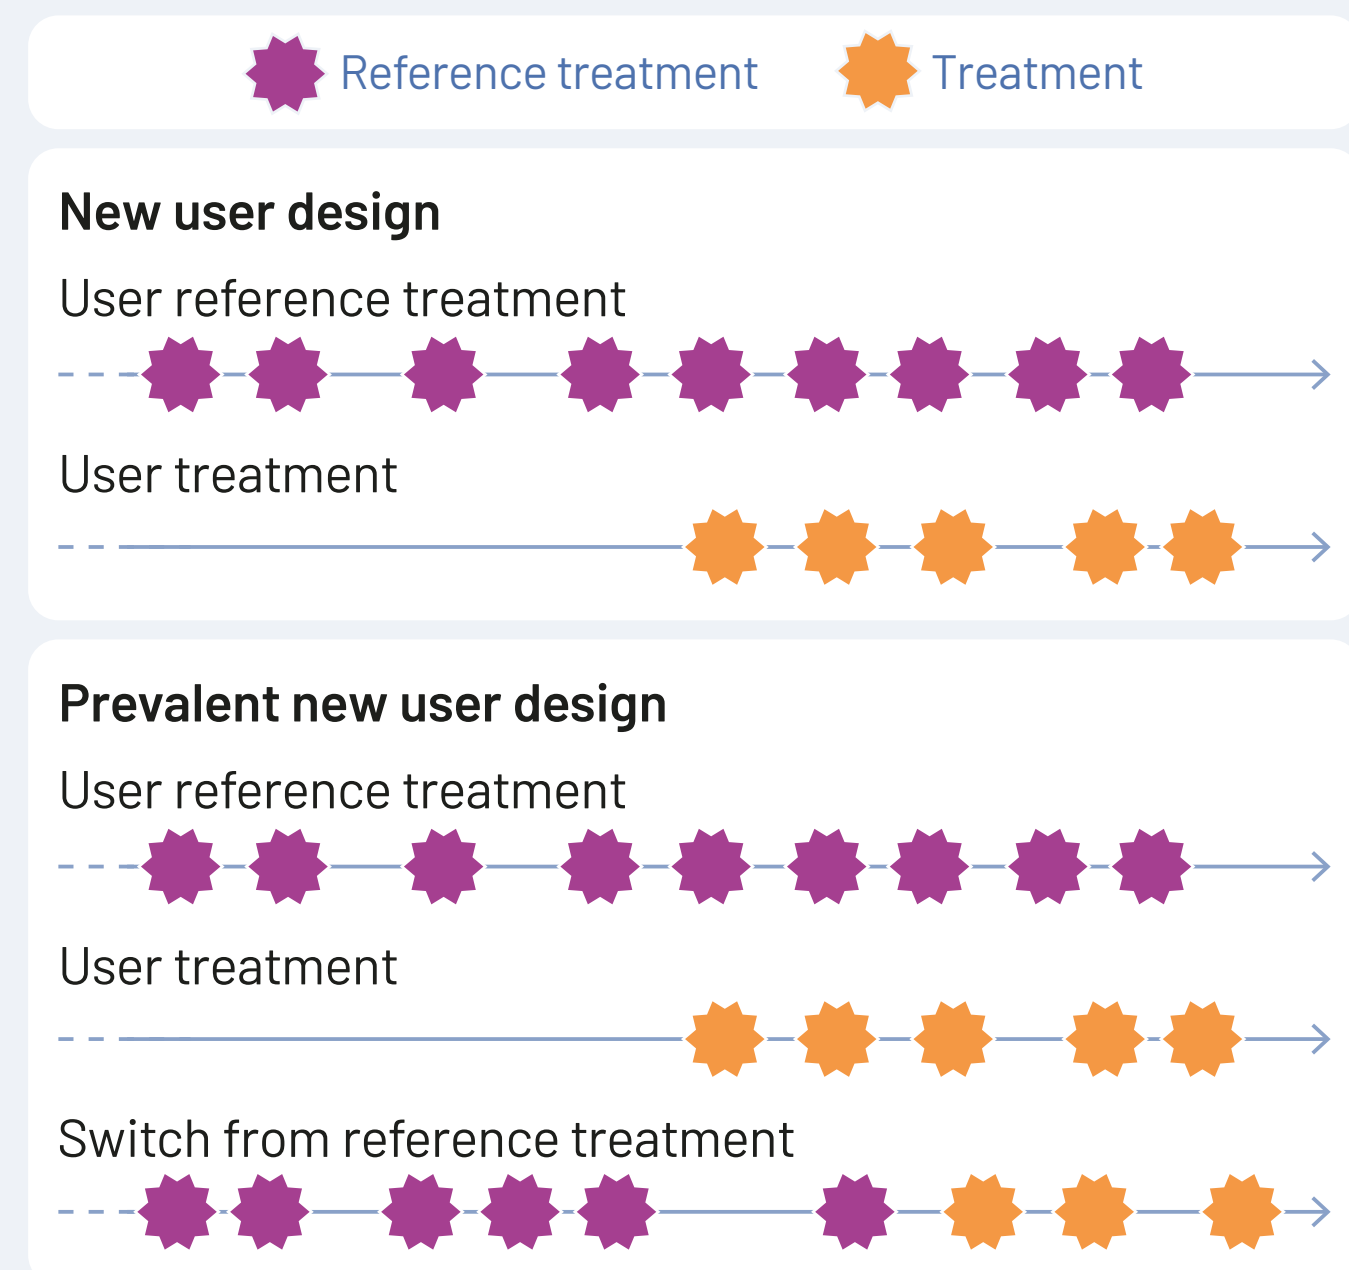 Reference treatment Treatment
New user design
User reference treatment
User treatment
Prevalent new user design
User reference treatment
User treatment
Switch from reference treatment